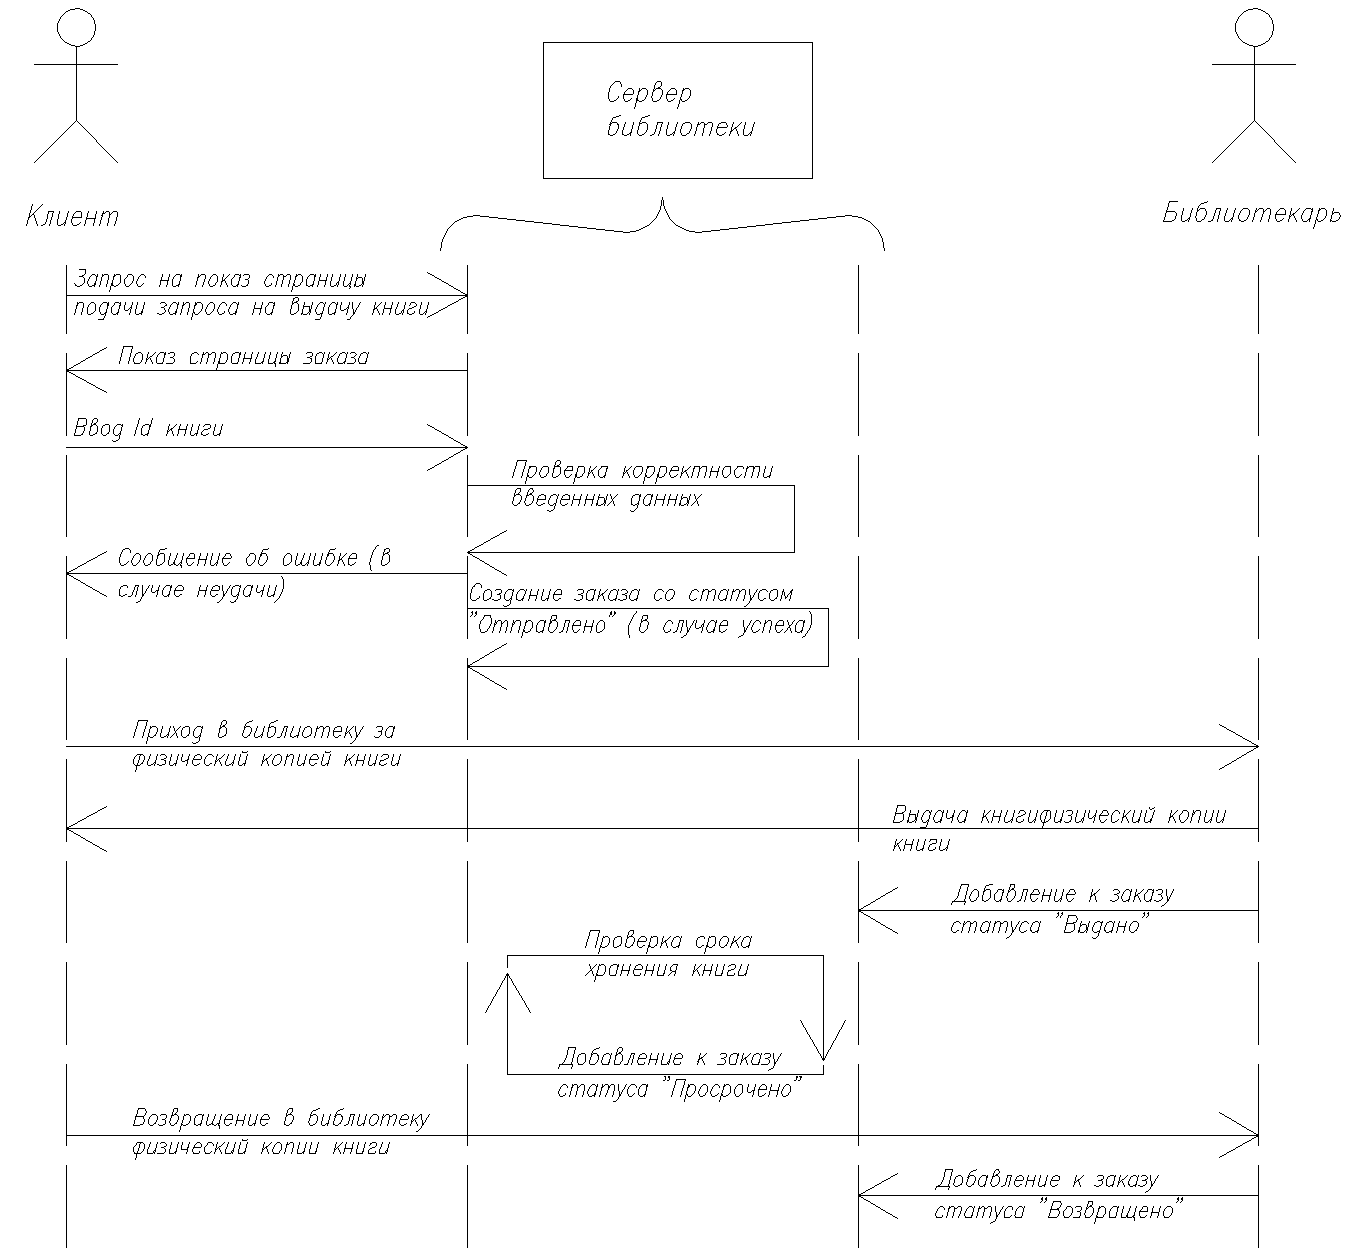 Сервер
библиотеки
Клиент
Библиотекарь
Запрос на показ страницы
подачи запроса на выдачу книги
Показ страницы заказа
Ввод Id книги
Проверка корректности
введенных данных
Сообщение об ошибке (в
случае неудачи)
Создание заказа со статусом
"Отправлено" (в случае успеха)
Приход в библиотеку за
физический копией книги
Выдача книгифизический копии
книги
Добавление к заказу
статуса "Выдано"
Проверка срока
хранения книги
Добавление к заказу
статуса "Просрочено"
Возвращение в библиотеку
физический копии книги
Добавление к заказу
статуса "Возвращено"